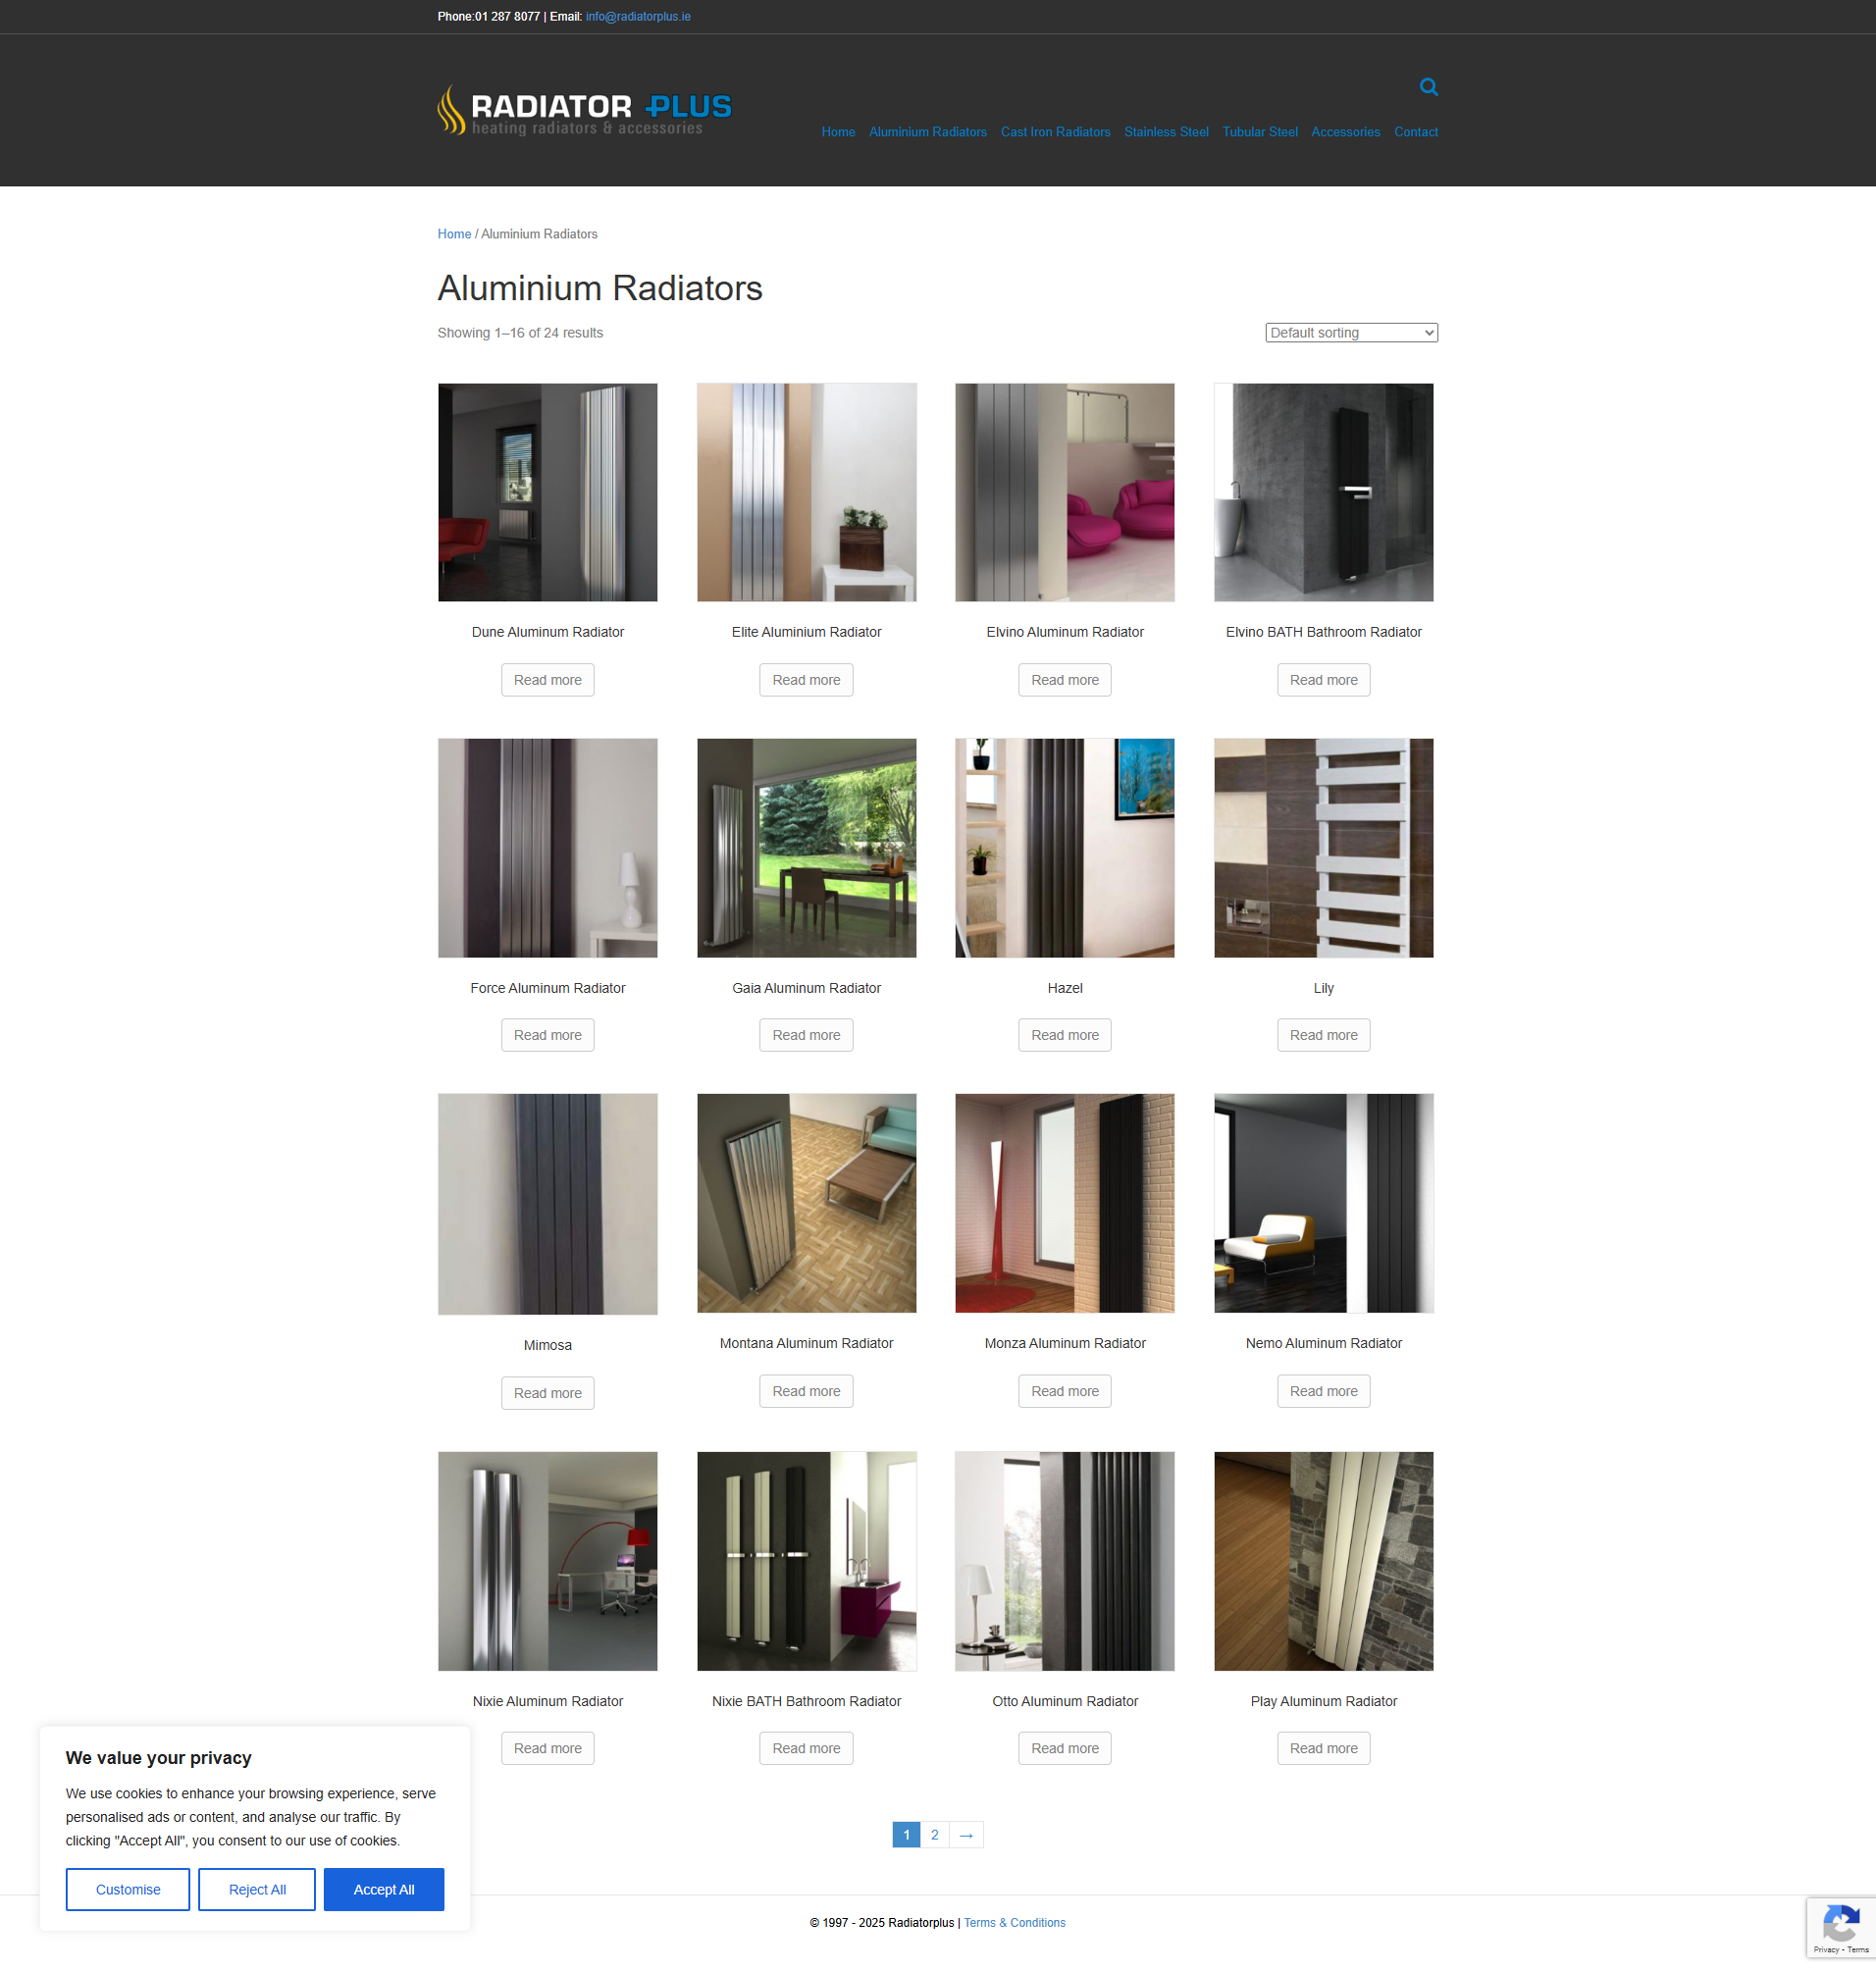 Phone:01 287 8077 | Email: info@radiatorplus.ie
RADIATOR PLUS
heating radiators & accessories
Home Aluminium Radiators Cast Iron Radiators Stainless Steel Tubular Steel Accessories Contact
Home / Aluminium Radiators
Aluminium Radiators
Showing 1–16 of 24 results
Default sorting
Dune Aluminum Radiator
Elite Aluminium Radiator
Elvino Aluminum Radiator
Elvino BATH Bathroom Radiator
Read more
Read more
Read more
Read more
Force Aluminum Radiator
Gaia Aluminum Radiator
Hazel
Lily
Read more
Read more
Read more
Read more
Mimosa
Montana Aluminum Radiator
Monza Aluminum Radiator
Nemo Aluminum Radiator
Read more
Read more
Read more
Read more
Nixie Aluminum Radiator
Nixie BATH Bathroom Radiator
Otto Aluminum Radiator
Play Aluminum Radiator
Read more
Read more
Read more
Read more
We value your privacy
We use cookies to enhance your browsing experience, serve
personalised ads or content, and analyse our traffic. By
clicking "Accept All", you consent to our use of cookies.
Customise Reject All Accept All
1 2 →
© 1997 - 2025 Radiatorplus | Terms & Conditions
Privacy - Terms